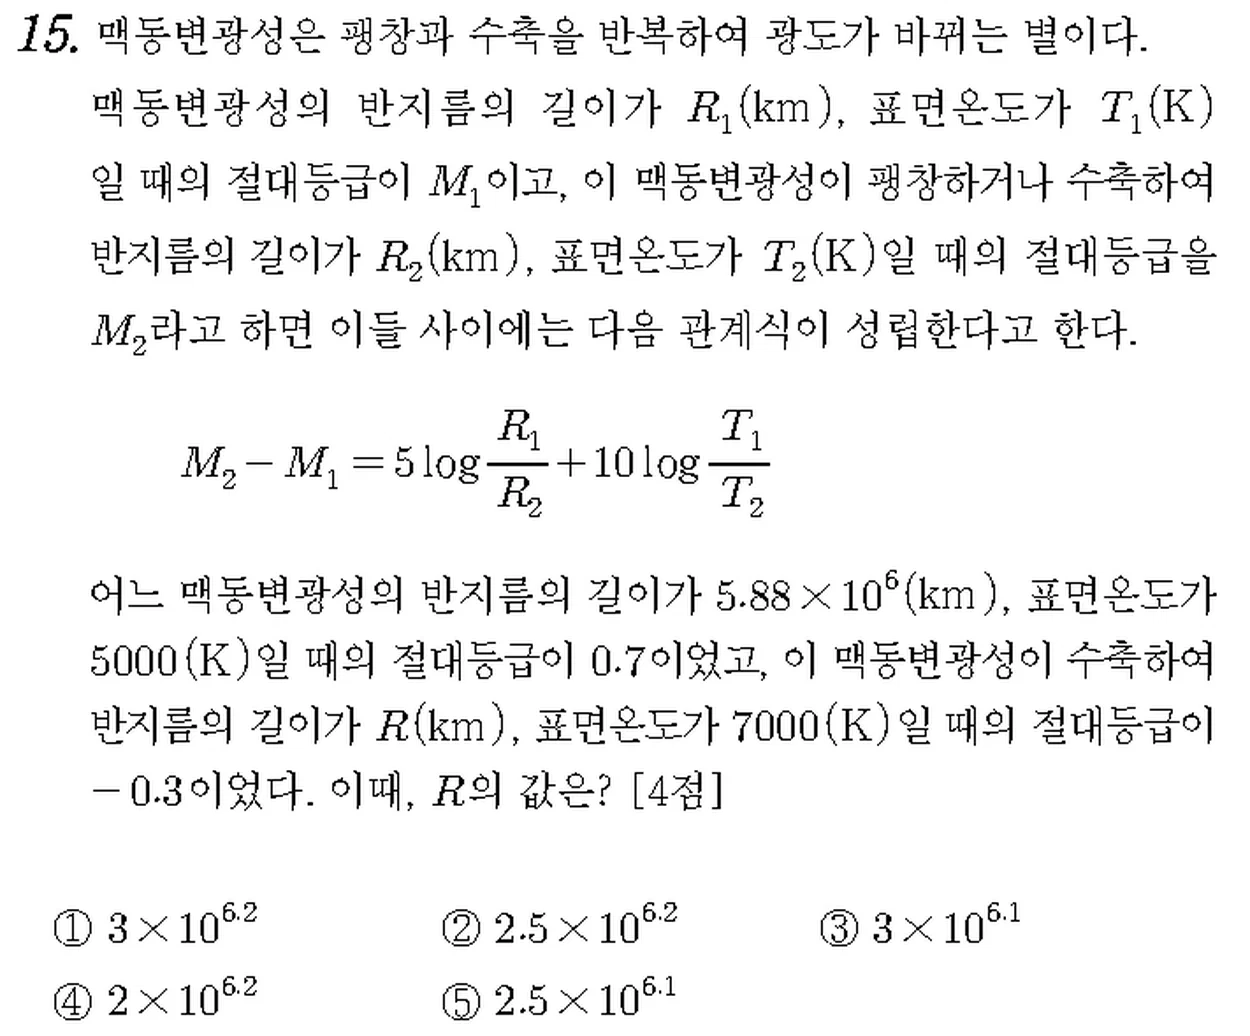 15. 맥동변광성은 팽창과 수축을 반복하여 광도가 바뀌는 별이다.
맥동변광성의 반지름의 길이가 R₁(km), 표면온도가 T₁(K)
일 때의 절대등급이 M₁이고, 이 맥동변광성이 팽창하거나 수축하여
반지름의 길이가 R₂(km), 표면온도가 T₂(K)일 때의 절대등급을
M₂라고 하면 이들 사이에는 다음 관계식이 성립한다고 한다.
M₂ − M₁ = 5 log R₁/R₂ + 10 log T₁/T₂
어느 맥동변광성의 반지름의 길이가 5.88×10⁶(km), 표면온도가
5000(K)일 때의 절대등급이 0.7이었고, 이 맥동변광성이 수축하여
반지름의 길이가 R(km), 표면온도가 7000(K)일 때의 절대등급이
−0.3이었다. 이때, R의 값은? [4점]
① 3×10^6.2 ② 2.5×10^6.2 ③ 3×10^6.1
④ 2×10^6.2 ⑤ 2.5×10^6.1